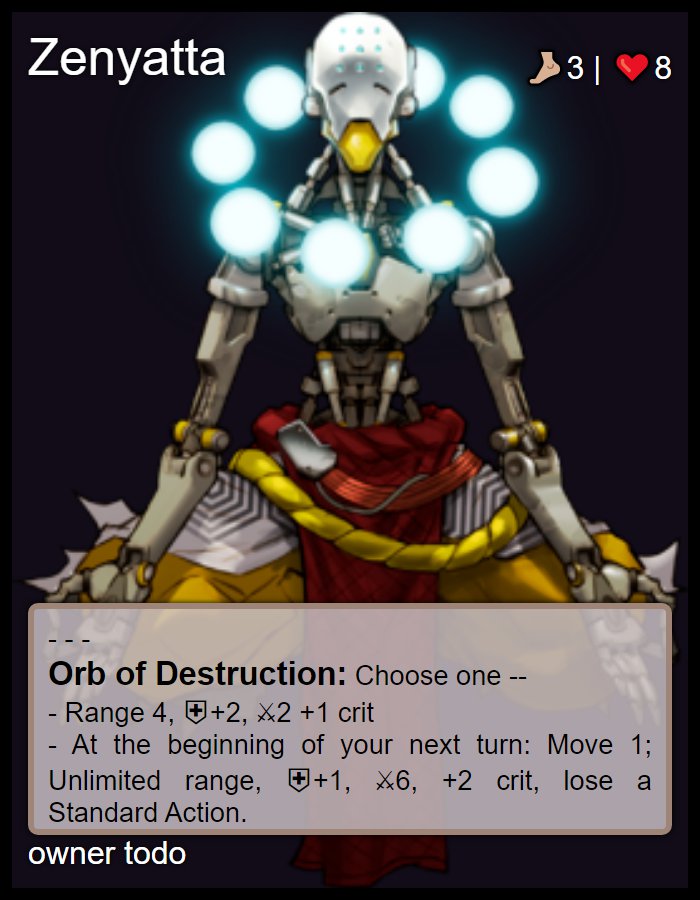 Zenyatta
🦶3 | ❤️8
- - -
Orb of Destruction: Choose one --
- Range 4, ⛨+2, ⚔2 +1 crit
- At the beginning of your next turn: Move 1;
Unlimited range, ⛨+1, ⚔6, +2 crit, lose a
Standard Action.
owner todo